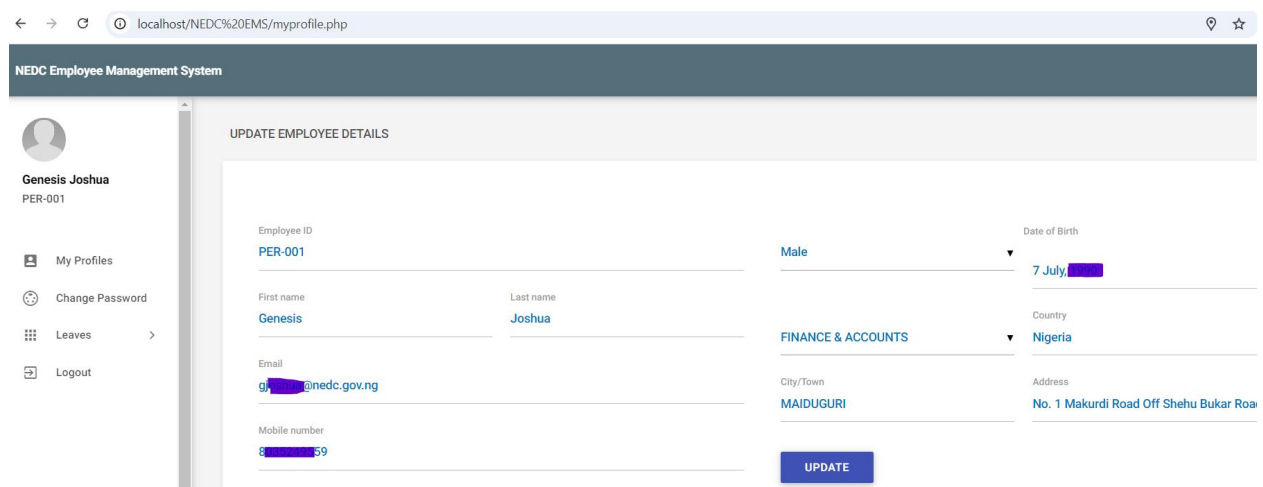 localhost/NEDC%20EMS/myprofile.php
NEDC Employee Management System
Genesis Joshua
PER-001
My Profiles
Change Password
Leaves
Logout
UPDATE EMPLOYEE DETAILS
Employee ID
PER-001
First name
Genesis
Last name
Joshua
Email
@nedc.gov.ng
Mobile number
Male
Date of Birth
7 July,
FINANCE & ACCOUNTS
Country
Nigeria
City/Town
MAIDUGURI
Address
No. 1 Makurdi Road Off Shehu Bukar
UPDATE